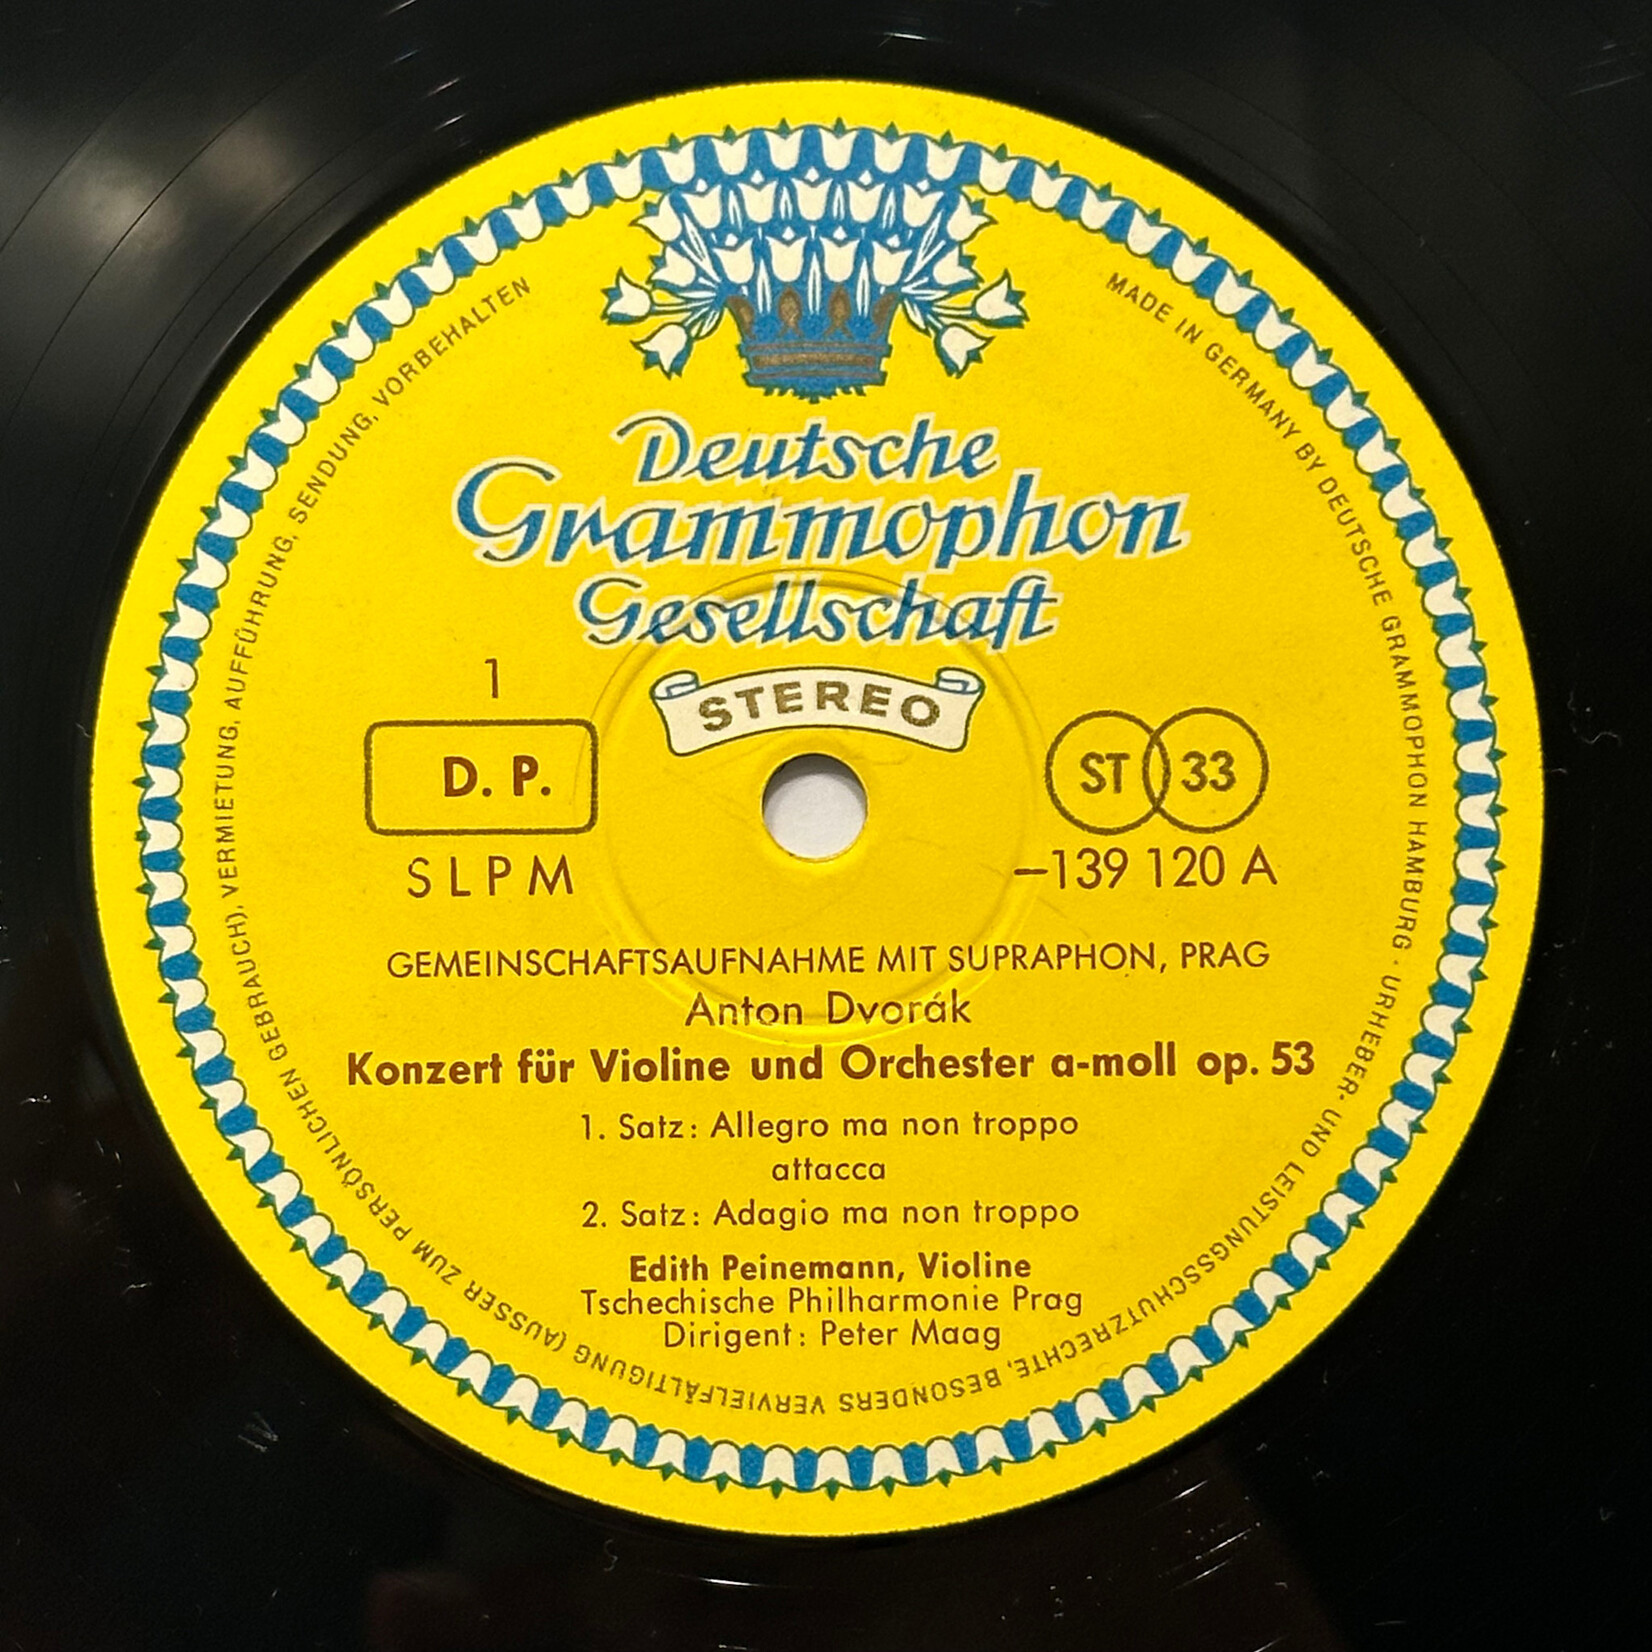 Deutsche
Grammophon
Gesellschaft
STEREO
1
D. P.
ST 33
SLPM
–139 120 A
GEMEINSCHAFTSAUFNAHME MIT SUPRAPHON, PRAG
Anton Dvořák
Konzert für Violine und Orchester a-moll op. 53
1. Satz: Allegro ma non troppo
attacca
2. Satz: Adagio ma non troppo
Edith Peinemann, Violine
Tschechische Philharmonie Prag
Dirigent: Peter Maag
MADE IN GERMANY BY DEUTSCHE GRAMMOPHON HAMBURG · URHEBER- UND LEISTUNGSSCHUTZRECHTE, BESONDERS VERVIELFÄLTIGUNG (AUSSER ZUM PERSÖNLICHEN GEBRAUCH), VERMIETUNG, AUFFÜHRUNG, SENDUNG, VORBEHALTEN